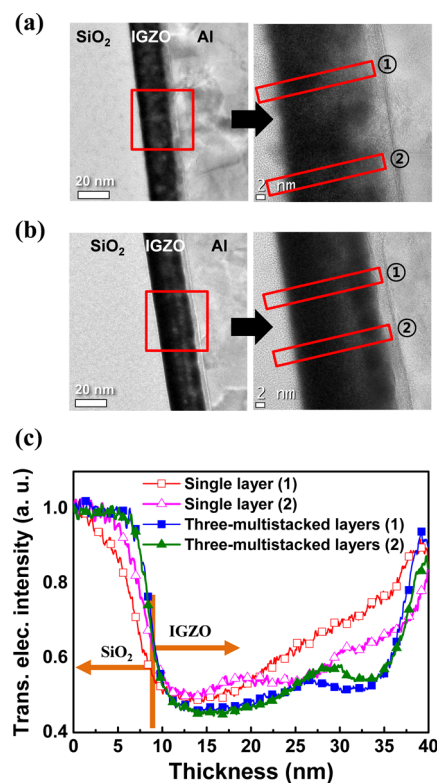 (a)
SiO2 IGZO Al
①
②
20 nm
2 nm
(b)
SiO2 IGZO Al
①
②
20 nm
2 nm
(c)
Trans. elec. intensity (a. u.)
1.0
0.8
0.6
0.4
Single layer (1)
Single layer (2)
Three-multistacked layers (1)
Three-multistacked layers (2)
SiO2
IGZO
0 5 10 15 20 25 30 35 40
Thickness (nm)